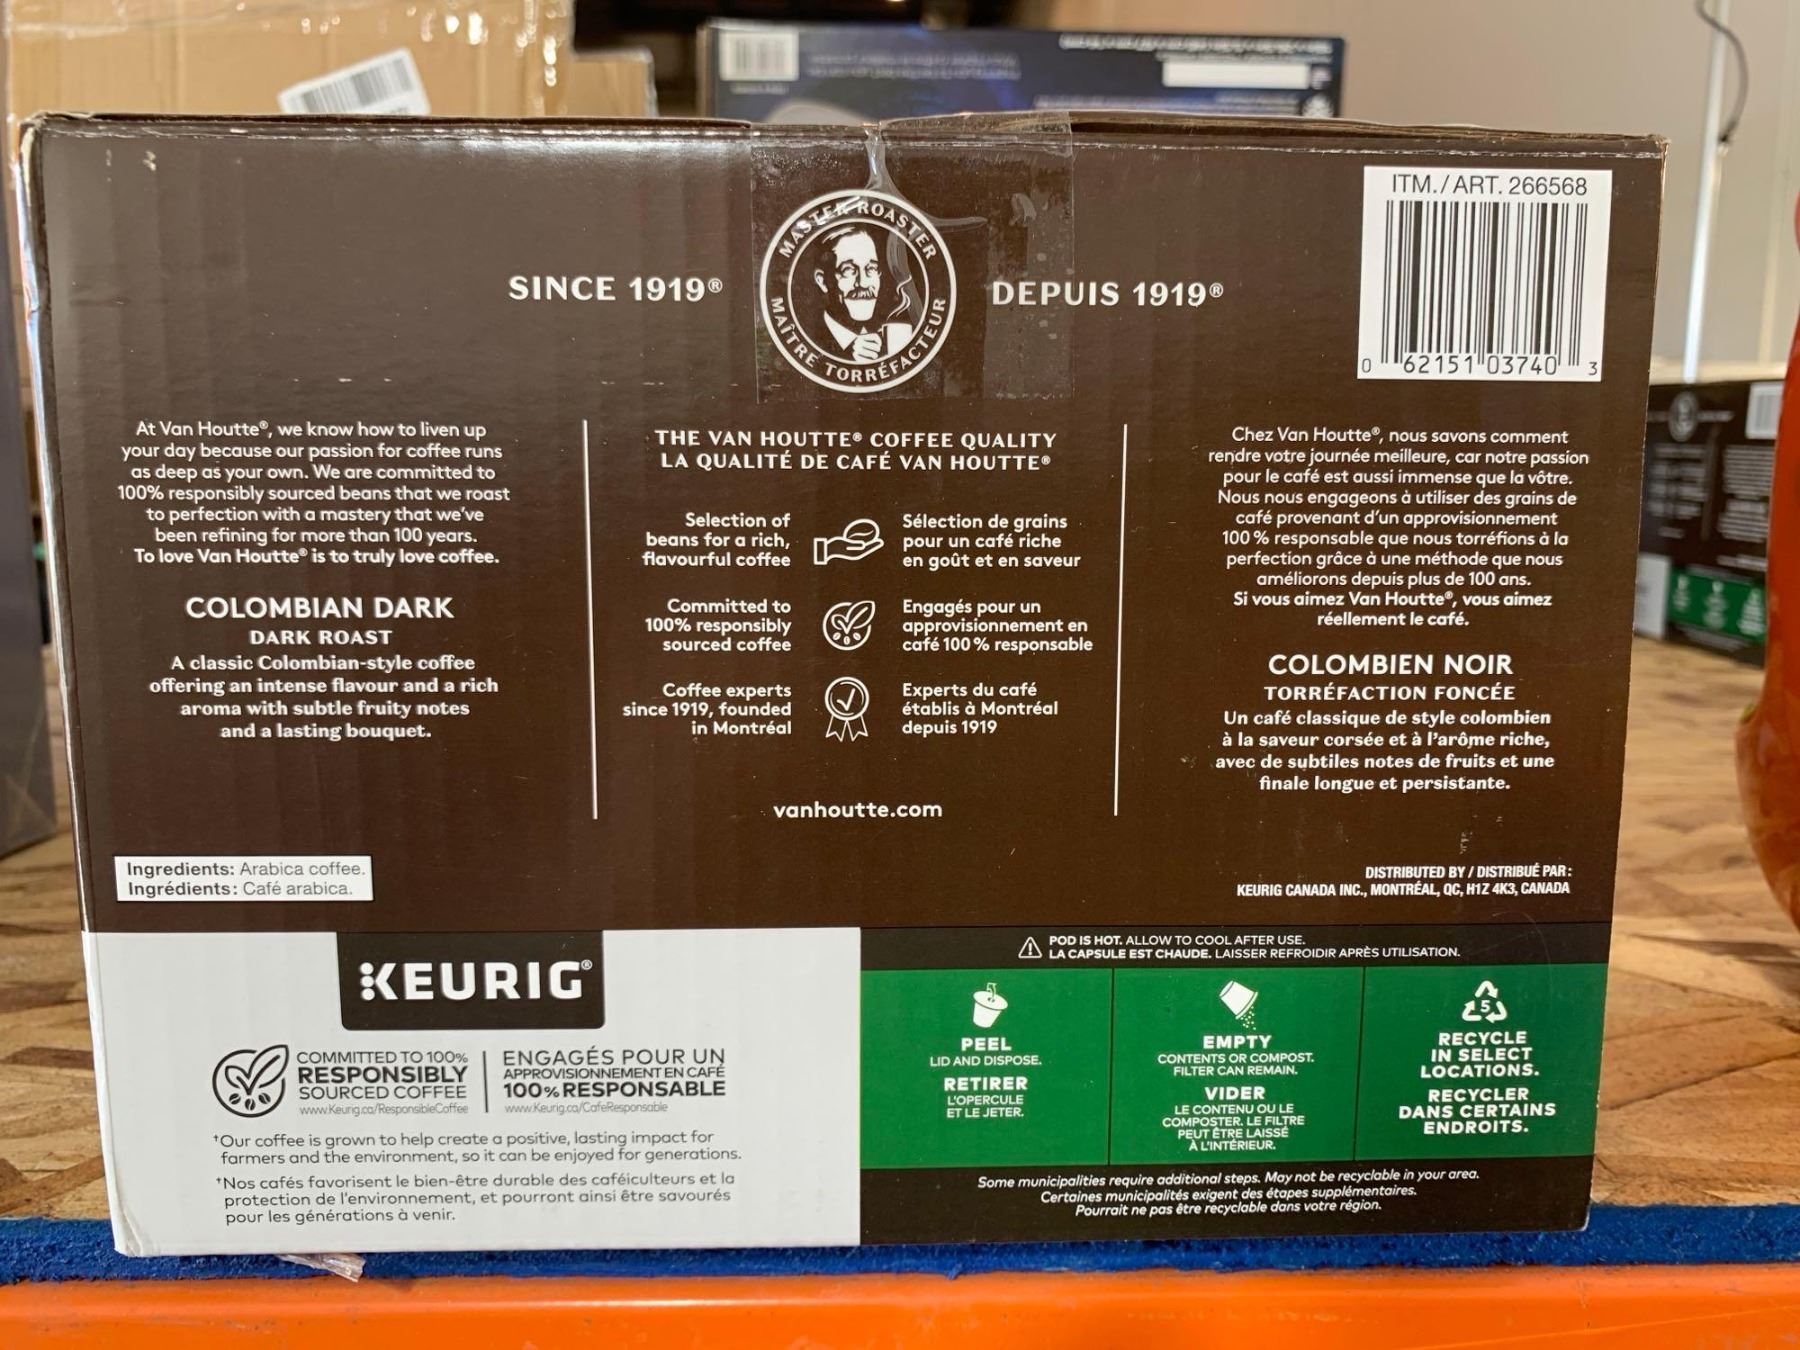 ITM./ART. 266568
0 62151 03740 3
MASTER ROASTER
MAÎTRE TORRÉFACTEUR
SINCE 1919®
DEPUIS 1919®
At Van Houtte®, we know how to liven up
your day because our passion for coffee runs
as deep as your own. We are committed to
100% responsibly sourced beans that we roast
to perfection with a mastery that we've
been refining for more than 100 years.
To love Van Houtte® is to truly love coffee.
COLOMBIAN DARK
DARK ROAST
A classic Colombian-style coffee
offering an intense flavour and a rich
aroma with subtle fruity notes
and a lasting bouquet.
Ingredients: Arabica coffee.
Ingrédients: Café arabica.
THE VAN HOUTTE® COFFEE QUALITY
LA QUALITÉ DE CAFÉ VAN HOUTTE®
Selection of
beans for a rich,
flavourful coffee
Sélection de grains
pour un café riche
en goût et en saveur
Committed to
100% responsibly
sourced coffee
Engagés pour un
approvisionnement en
café 100 % responsable
Coffee experts
since 1919, founded
in Montréal
Experts du café
établis à Montréal
depuis 1919
vanhoutte.com
Chez Van Houtte®, nous savons comment
rendre votre journée meilleure, car notre passion
pour le café est aussi immense que la vôtre.
Nous nous engageons à utiliser des grains de
café provenant d'un approvisionnement
100 % responsable que nous torréfions à la
perfection grâce à une méthode que nous
améliorons depuis plus de 100 ans.
Si vous aimez Van Houtte®, vous aimez
réellement le café.
COLOMBIEN NOIR
TORRÉFACTION FONCÉE
Un café classique de style colombien
à la saveur corsée et à l'arôme riche,
avec de subtiles notes de fruits et une
finale longue et persistante.
DISTRIBUTED BY / DISTRIBUÉ PAR:
KEURIG CANADA INC., MONTRÉAL, QC, H1Z 4K3, CANADA
KEURIG®
COMMITTED TO 100%
RESPONSIBLY
SOURCED COFFEE
www.Keurig.ca/ResponsibleCoffee
ENGAGÉS POUR UN
APPROVISIONNEMENT EN CAFÉ
100% RESPONSABLE
www.Keurig.ca/CafeResponsable
†Our coffee is grown to help create a positive, lasting impact for
farmers and the environment, so it can be enjoyed for generations.
†Nos cafés favorisent le bien-être durable des caféiculteurs et la
protection de l'environnement, et pourront ainsi être savourés
pour les générations à venir.
POD IS HOT. ALLOW TO COOL AFTER USE.
LA CAPSULE EST CHAUDE. LAISSER REFROIDIR APRÈS UTILISATION.
PEEL
LID AND DISPOSE.
RETIRER
L'OPERCULE
ET LE JETER.
EMPTY
CONTENTS OR COMPOST.
FILTER CAN REMAIN.
VIDER
LE CONTENU OU LE
COMPOSTER. LE FILTRE
PEUT ÊTRE LAISSÉ
À L'INTÉRIEUR.
5
RECYCLE
IN SELECT
LOCATIONS.
RECYCLER
DANS CERTAINS
ENDROITS.
Some municipalities require additional steps. May not be recyclable in your area.
Certaines municipalités exigent des étapes supplémentaires.
Pourrait ne pas être recyclable dans votre région.